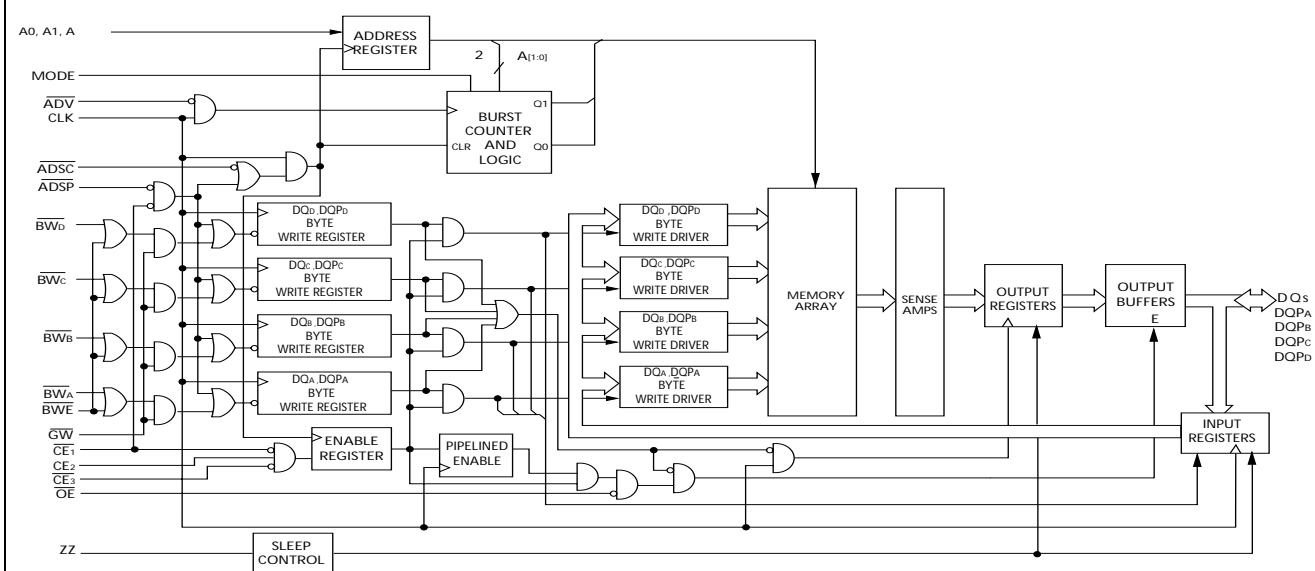 A0, A1, A
ADDRESS
REGISTER
2
A[1:0]
MODE
ADV
CLK
BURST
COUNTER
AND
LOGIC
CLR
Q1
Q0
ADSC
ADSP
BWD
DQD ,DQPD
BYTE
WRITE REGISTER
DQD ,DQPD
BYTE
WRITE DRIVER
BWC
DQC ,DQPC
BYTE
WRITE REGISTER
DQC ,DQPC
BYTE
WRITE DRIVER
MEMORY
ARRAY
SENSE
AMPS
OUTPUT
REGISTERS
OUTPUT
BUFFERS
E
DQs
DQPA
DQPB
DQPC
DQPD
BWB
DQB ,DQPB
BYTE
WRITE REGISTER
DQB ,DQPB
BYTE
WRITE DRIVER
BWA
BWE
DQA ,DQPA
BYTE
WRITE REGISTER
DQA ,DQPA
BYTE
WRITE DRIVER
GW
CE1
CE2
CE3
OE
ENABLE
REGISTER
PIPELINED
ENABLE
INPUT
REGISTERS
ZZ
SLEEP
CONTROL